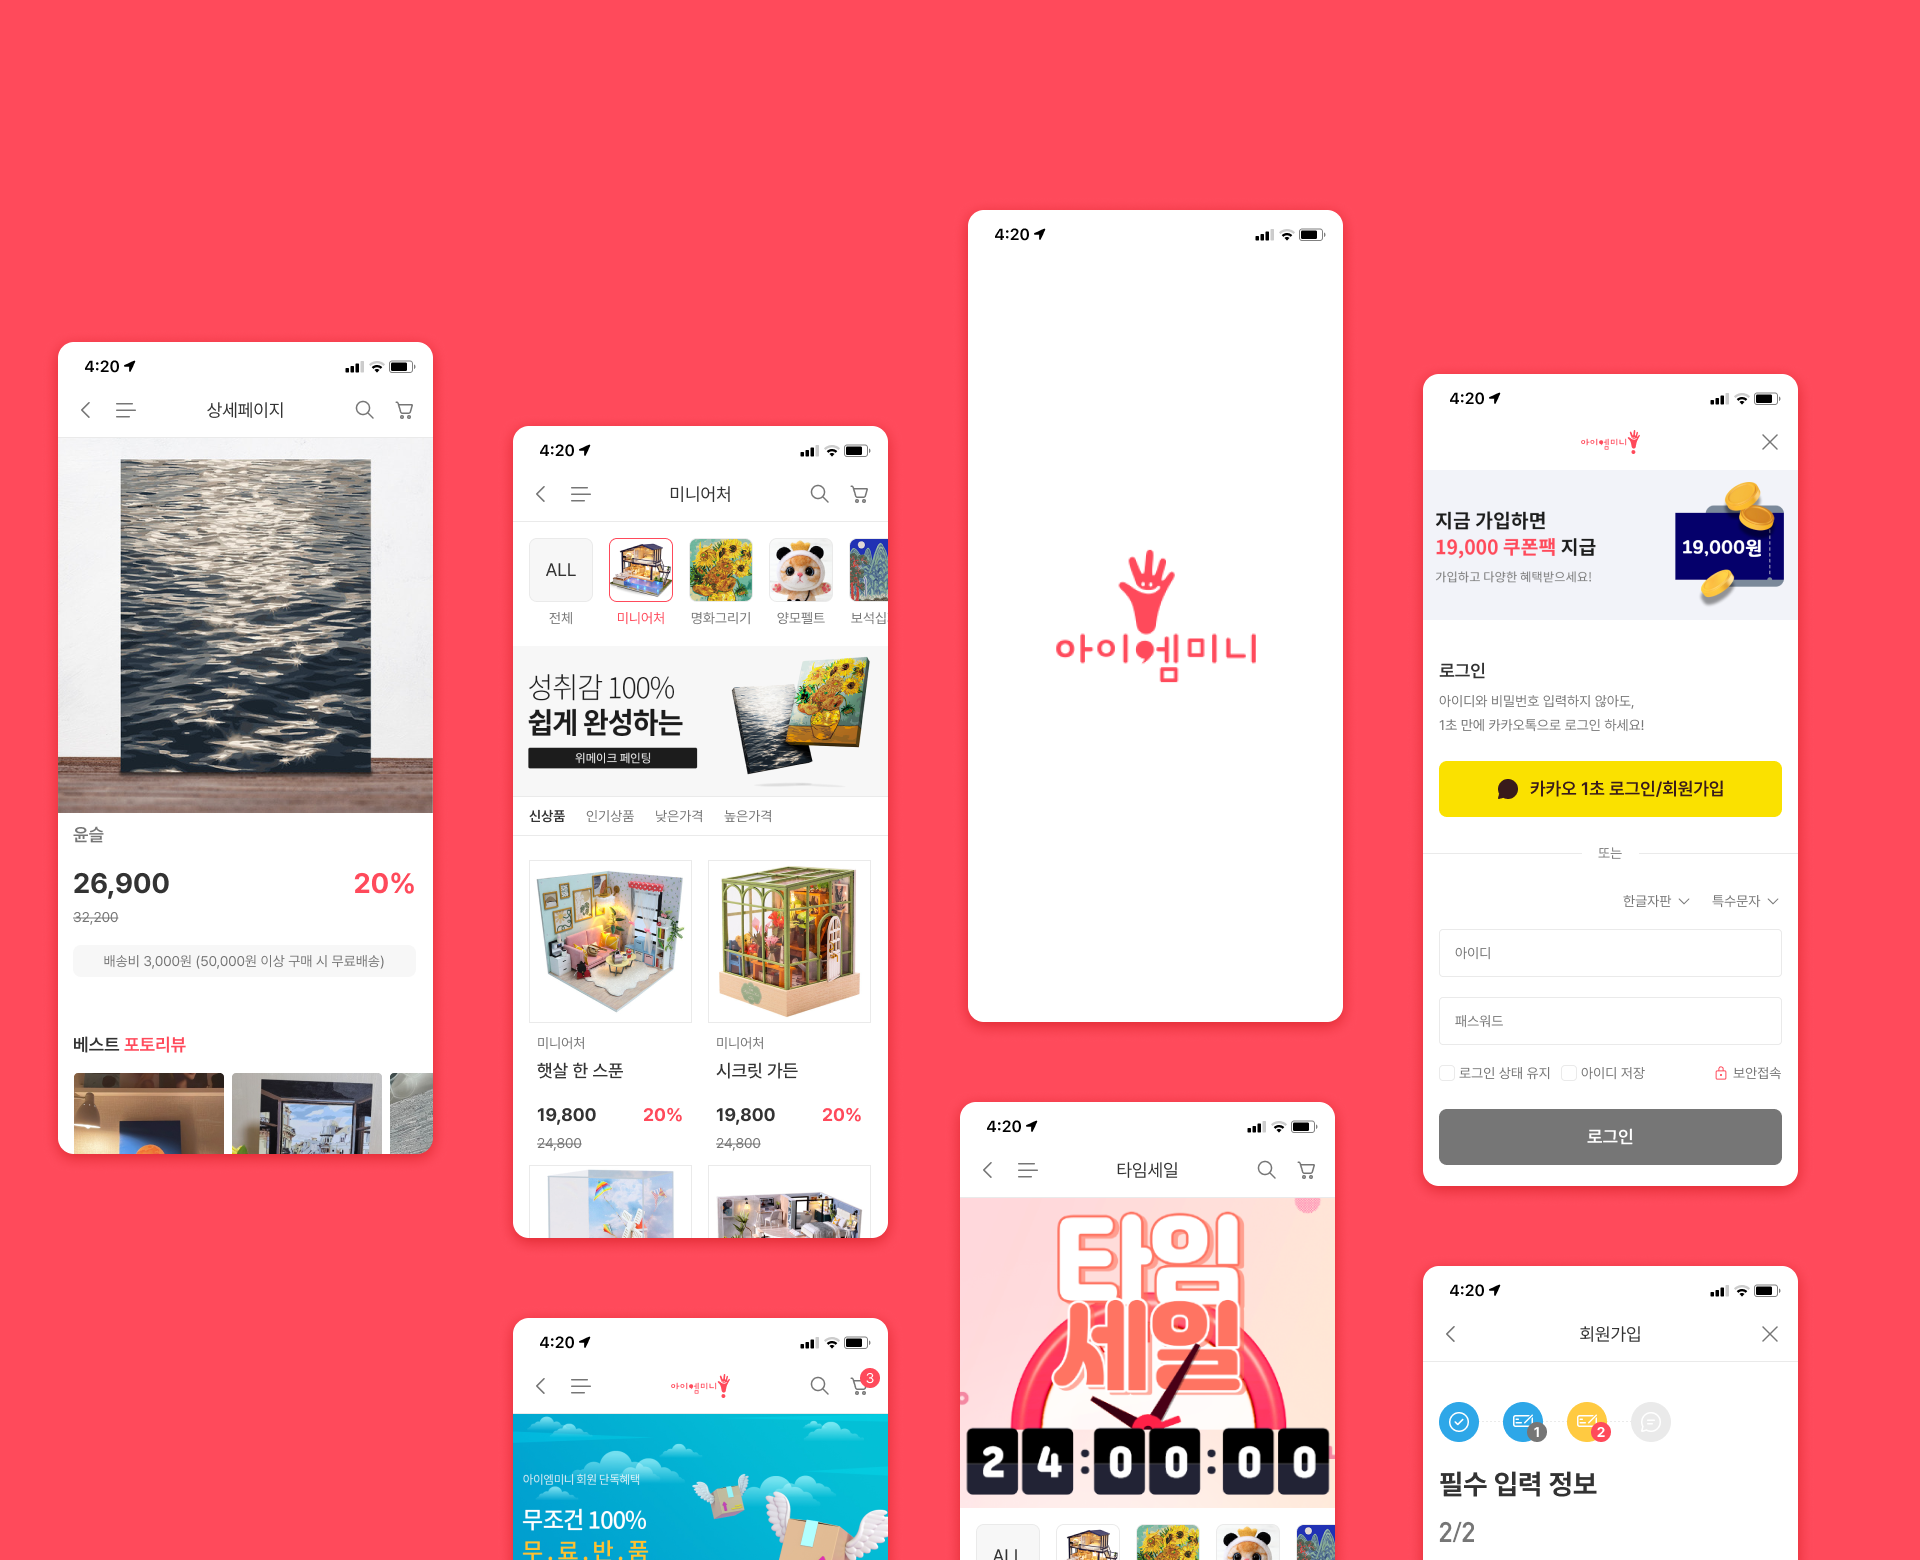 4:20
상세페이지
윤슬
26,900
20%
32,200
배송비 3,000원 (50,000원 이상 구매 시 무료배송)
베스트 포토리뷰
4:20
미니어처
ALL
전체
미니어처
명화그리기
양모펠트
보석십
성취감 100%
쉽게 완성하는
위메이크 페인팅
신상품 인기상품 낮은가격 높은가격
미니어처
햇살 한 스푼
19,800 20%
24,800
미니어처
시크릿 가든
19,800 20%
24,800
4:20
아이엠미니
3
아이엠미니 회원 단독혜택
무조건 100%
무.료.반.품
4:20
아이엠미니
4:20
타임세일
타임
세일
24:00:00
ALL
4:20
아이엠미니
지금 가입하면
19,000 쿠폰팩 지급
가입하고 다양한 혜택받으세요!
19,000원
로그인
아이디와 비밀번호 입력하지 않아도,
1초 만에 카카오톡으로 로그인 하세요!
카카오 1초 로그인/회원가입
또는
한글자판 특수문자
아이디
패스워드
로그인 상태 유지 아이디 저장 보안접속
로그인
4:20
회원가입
1
2
필수 입력 정보
2/2